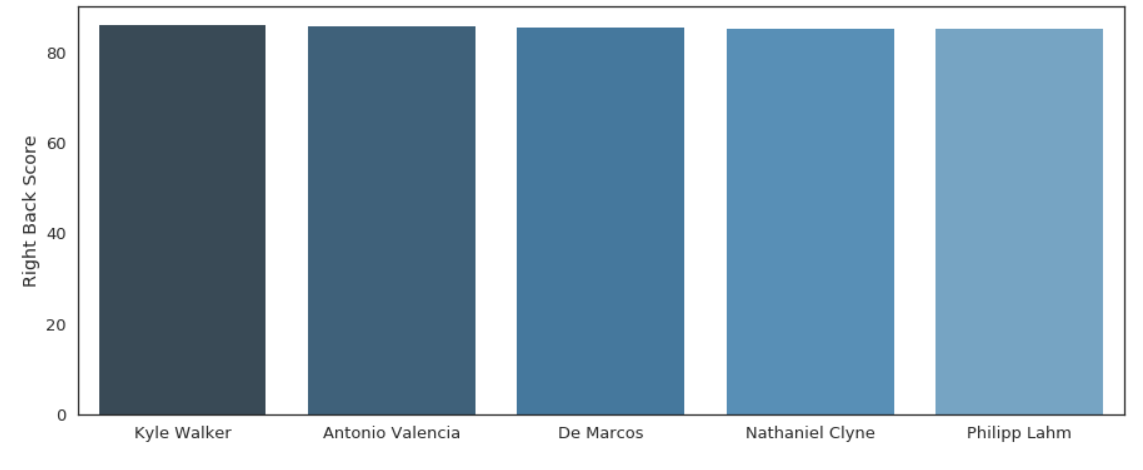 80
60
40
20
0
Right Back Score
Kyle Walker
Antonio Valencia
De Marcos
Nathaniel Clyne
Philipp Lahm